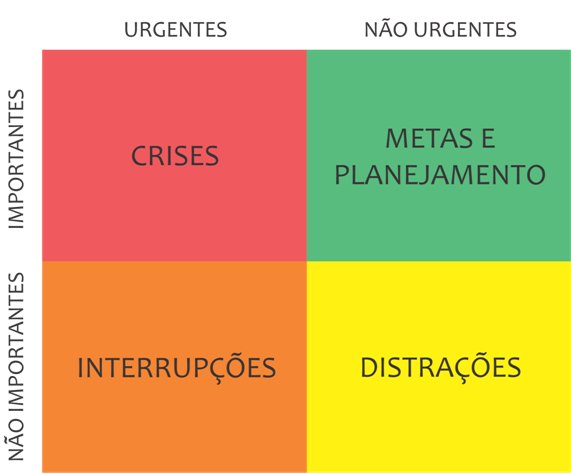 URGENTES
NÃO URGENTES
IMPORTANTES
CRISES
METAS E
PLANEJAMENTO
NÃO IMPORTANTES
INTERRUPÇÕES
DISTRAÇÕES